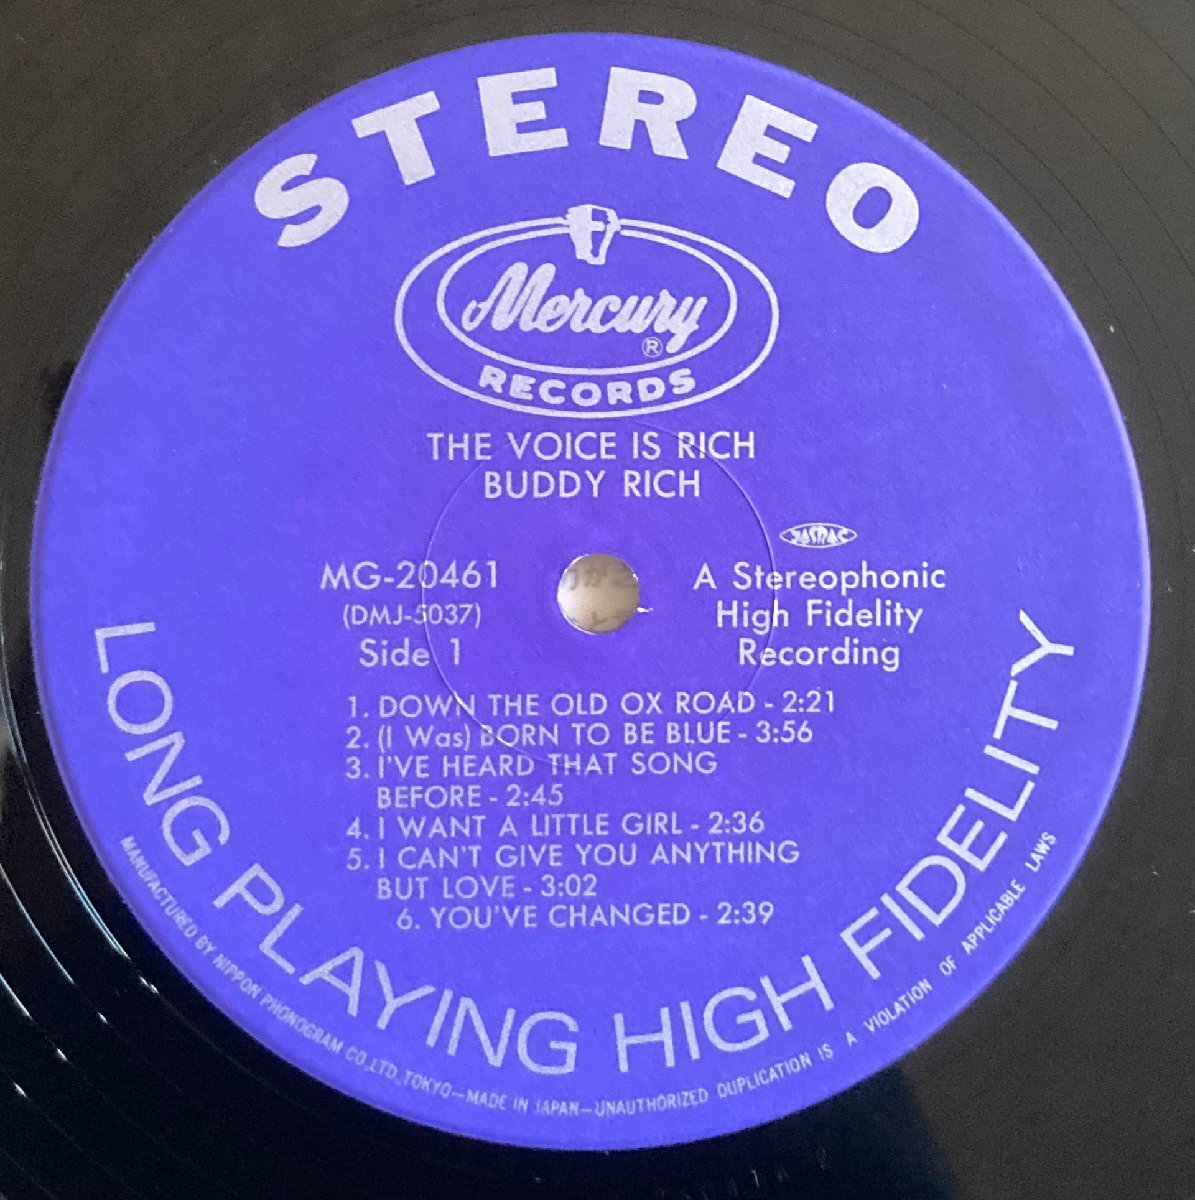 STEREO
Mercury
®
RECORDS
THE VOICE IS RICH
BUDDY RICH
JASRAC
MG-20461
(DMJ-5037)
Side 1
A Stereophonic
High Fidelity
Recording
1. DOWN THE OLD OX ROAD - 2:21
2. (I Was) BORN TO BE BLUE - 3:56
3. I'VE HEARD THAT SONG
BEFORE - 2:45
4. I WANT A LITTLE GIRL - 2:36
5. I CAN'T GIVE YOU ANYTHING
BUT LOVE - 3:02
6. YOU'VE CHANGED - 2:39
LONG PLAYING HIGH FIDELITY
MANUFACTURED BY NIPPON PHONOGRAM CO.,LTD.,TOKYO—MADE IN JAPAN—UNAUTHORIZED DUPLICATION IS A VIOLATION OF APPLICABLE LAWS